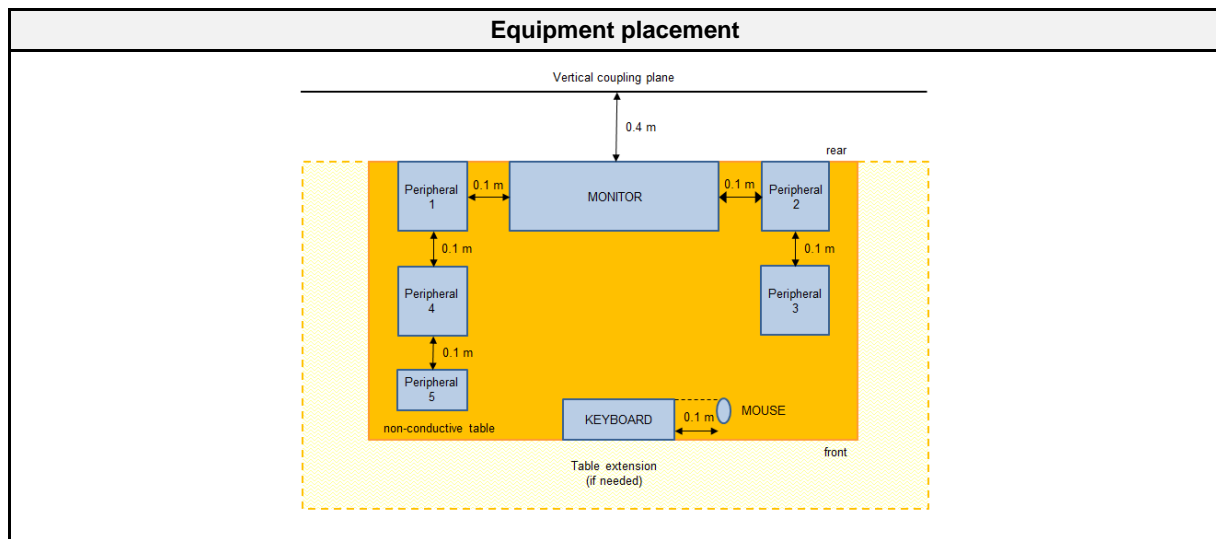 Equipment placement
Vertical coupling plane
0.4 m
rear
Peripheral
1
0.1 m
MONITOR
0.1 m
Peripheral
2
0.1 m
0.1 m
Peripheral
4
Peripheral
3
0.1 m
Peripheral
5
KEYBOARD
0.1 m
MOUSE
non-conductive table
front
Table extension
(if needed)